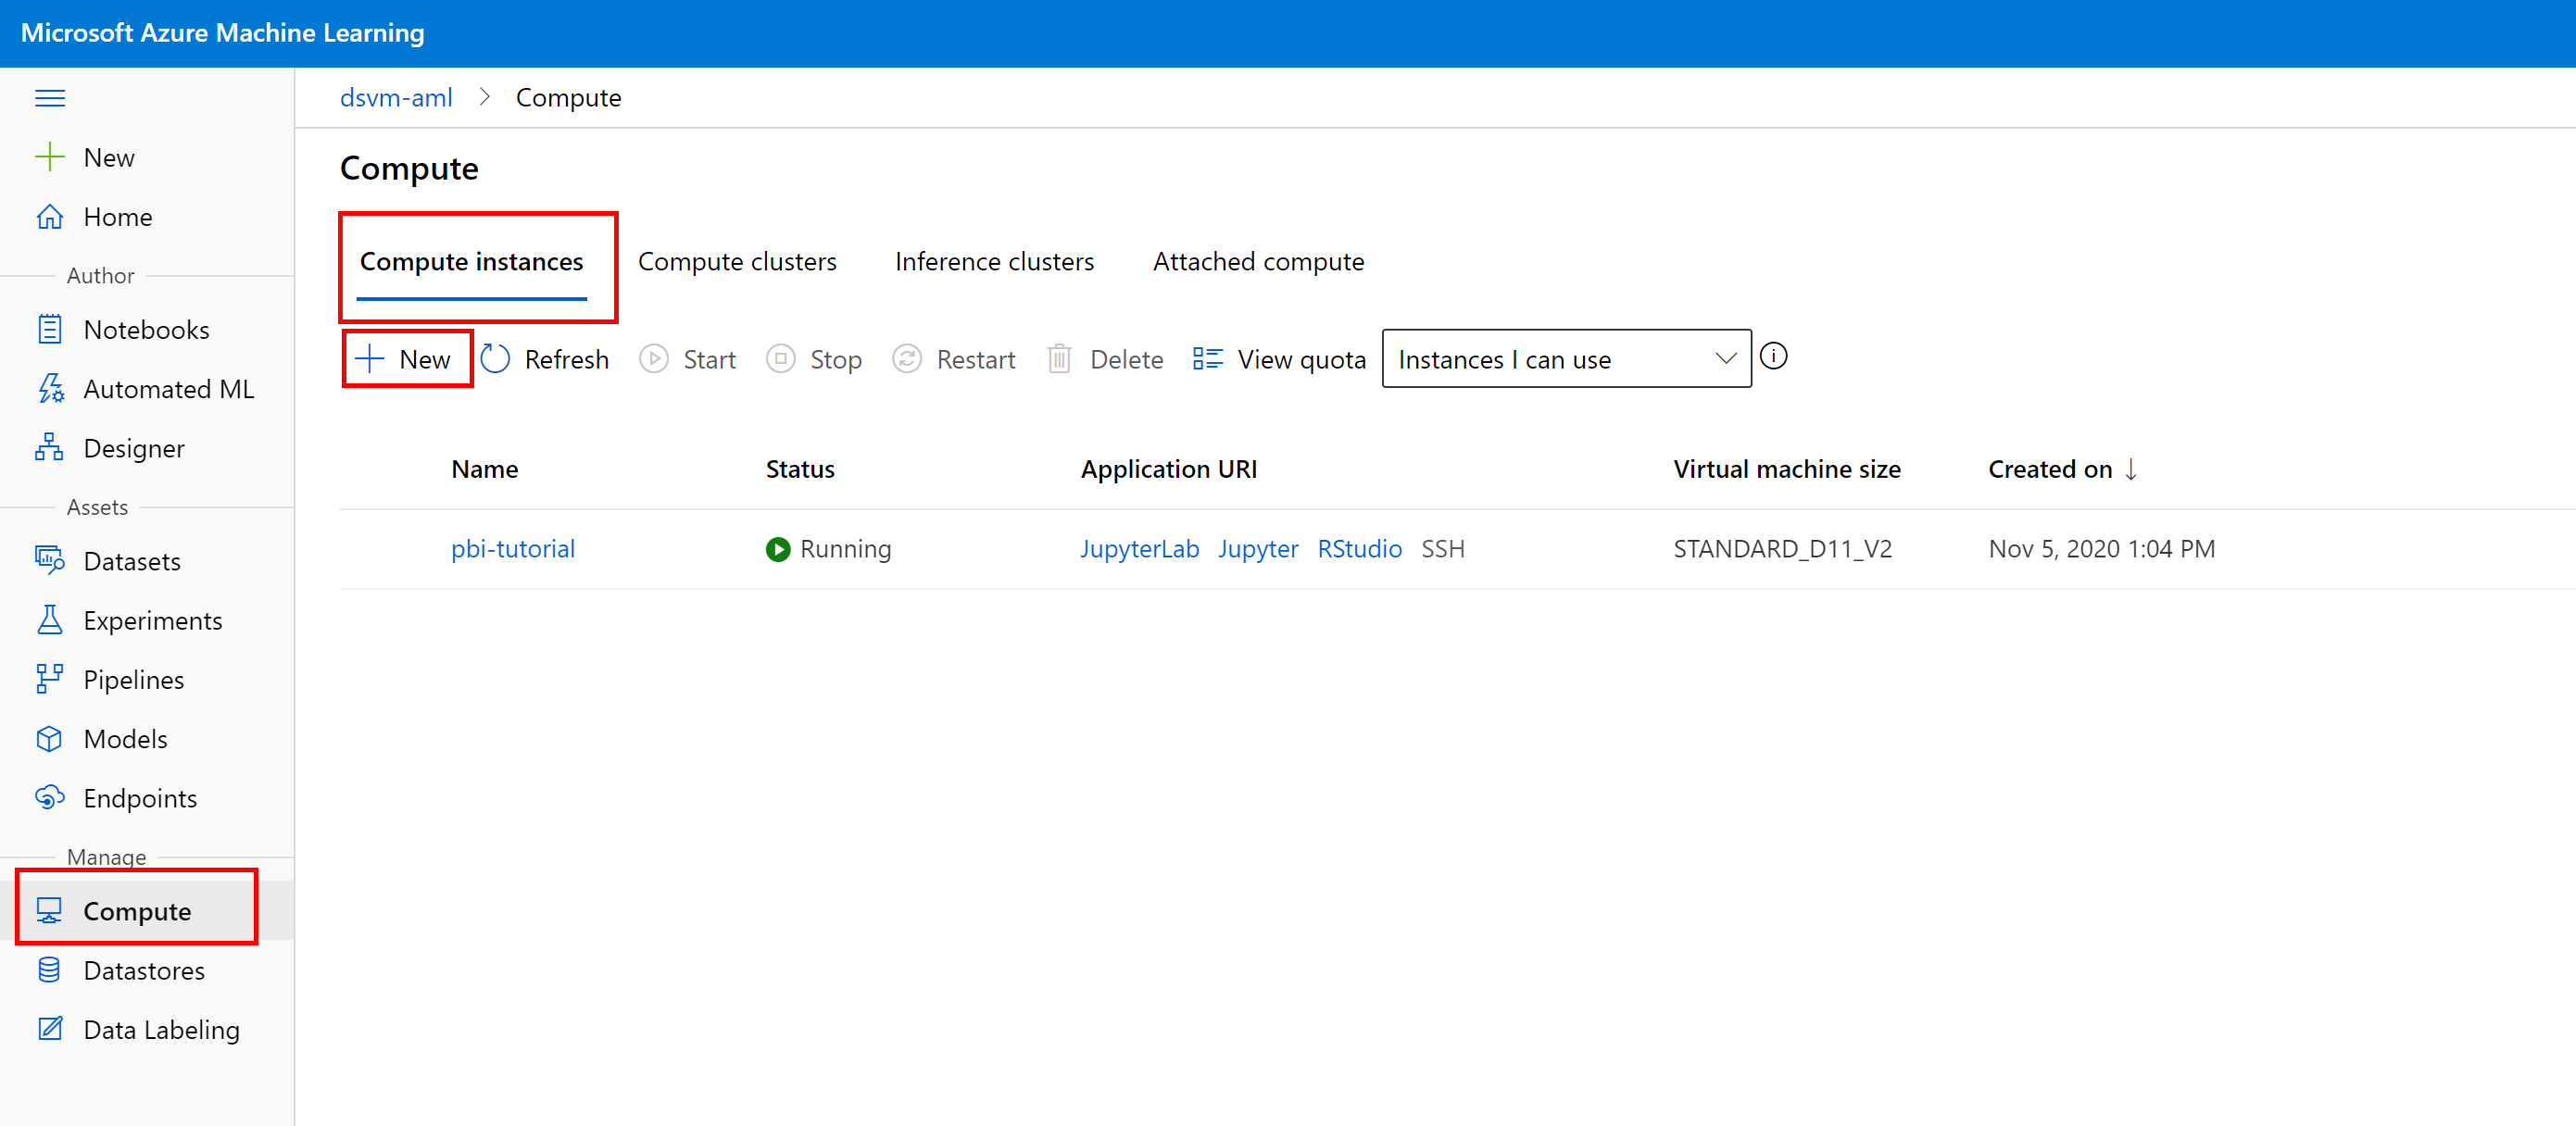 Microsoft Azure Machine Learning
dsvm-aml > Compute
New
Home
Author
Notebooks
Automated ML
Designer
Assets
Datasets
Experiments
Pipelines
Models
Endpoints
Manage
Compute
Datastores
Data Labeling
Compute
Compute instances Compute clusters Inference clusters Attached compute
New Refresh Start Stop Restart Delete View quota Instances I can use
Name Status Application URI Virtual machine size Created on ↓
pbi-tutorial Running JupyterLab Jupyter RStudio SSH STANDARD_D11_V2 Nov 5, 2020 1:04 PM